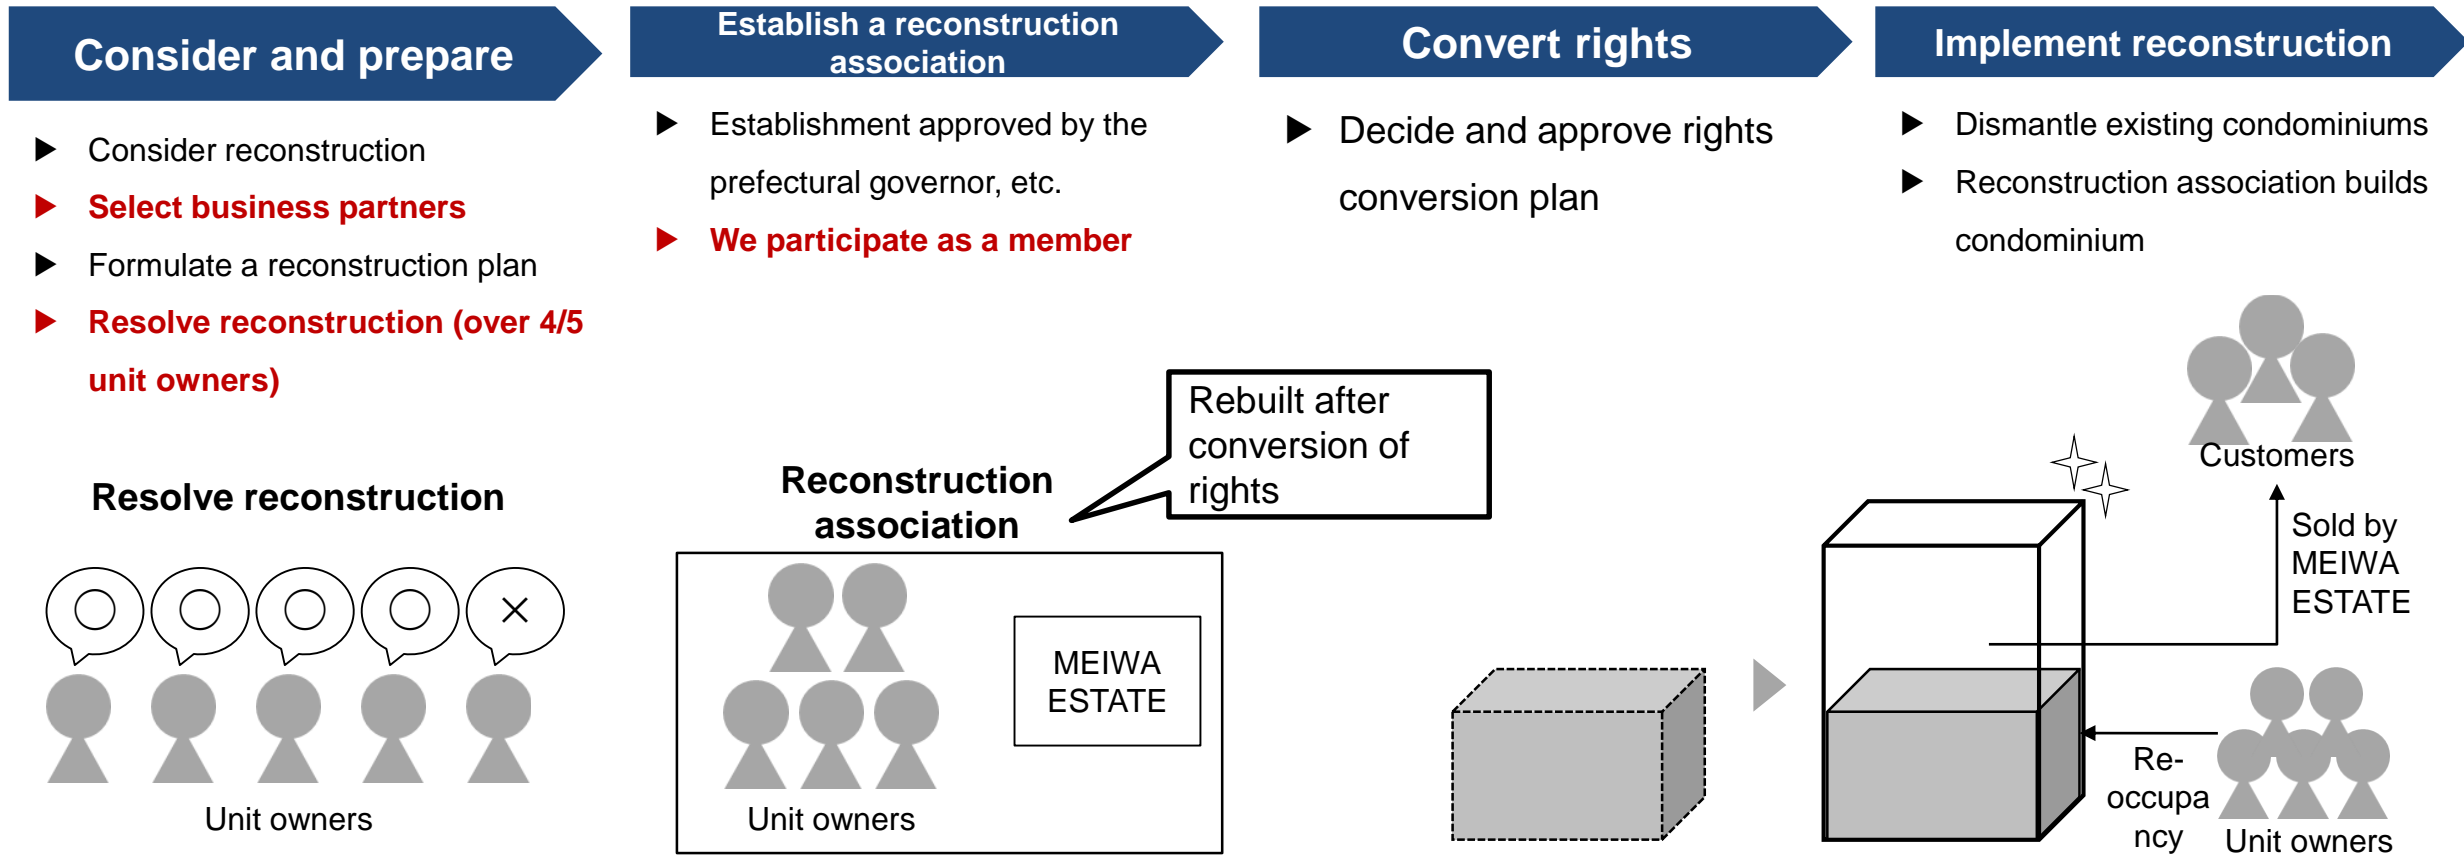 Consider and prepare
▶ Consider reconstruction
▶ Select business partners
▶ Formulate a reconstruction plan
▶ Resolve reconstruction (over 4/5
unit owners)
Resolve reconstruction
Unit owners
Establish a reconstruction
association
▶ Establishment approved by the
prefectural governor, etc.
▶ We participate as a member
Reconstruction
association
Rebuilt after
conversion of
rights
MEIWA
ESTATE
Unit owners
Convert rights
▶ Decide and approve rights
conversion plan
Implement reconstruction
▶ Dismantle existing condominiums
▶ Reconstruction association builds
condominium
Customers
Sold by
MEIWA
ESTATE
Re-
occupa
ncy
Unit owners